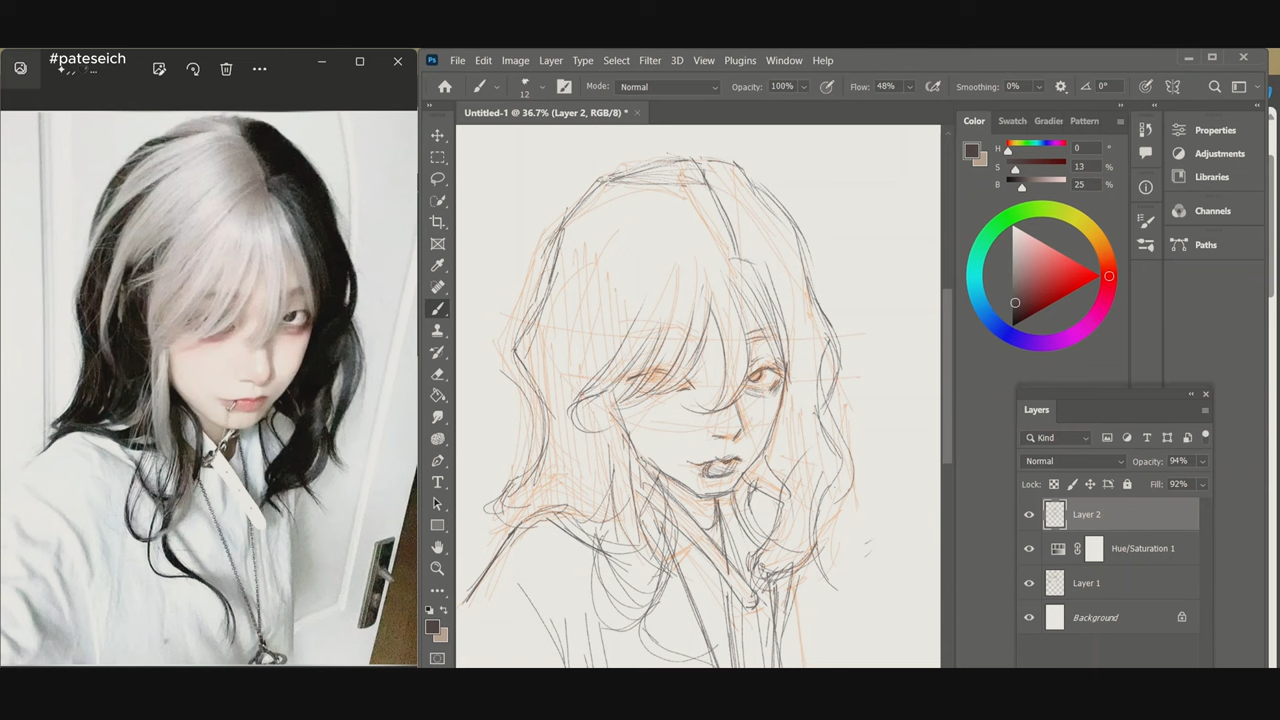 #pateseich
Ps File Edit Image Layer Type Select Filter 3D View Plugins Window Help
12 Mode: Normal Opacity: 100% Flow: 48% Smoothing: 0% 0°
Untitled-1 @ 36.7% (Layer 2, RGB/8) *
Color Swatch Gradier Pattern
H 0 °
S 13 %
B 25 %
Properties
Adjustments
Libraries
Channels
Paths
Layers
Kind
Normal Opacity: 94%
Lock: Fill: 92%
Layer 2
Hue/Saturation 1
Layer 1
Background